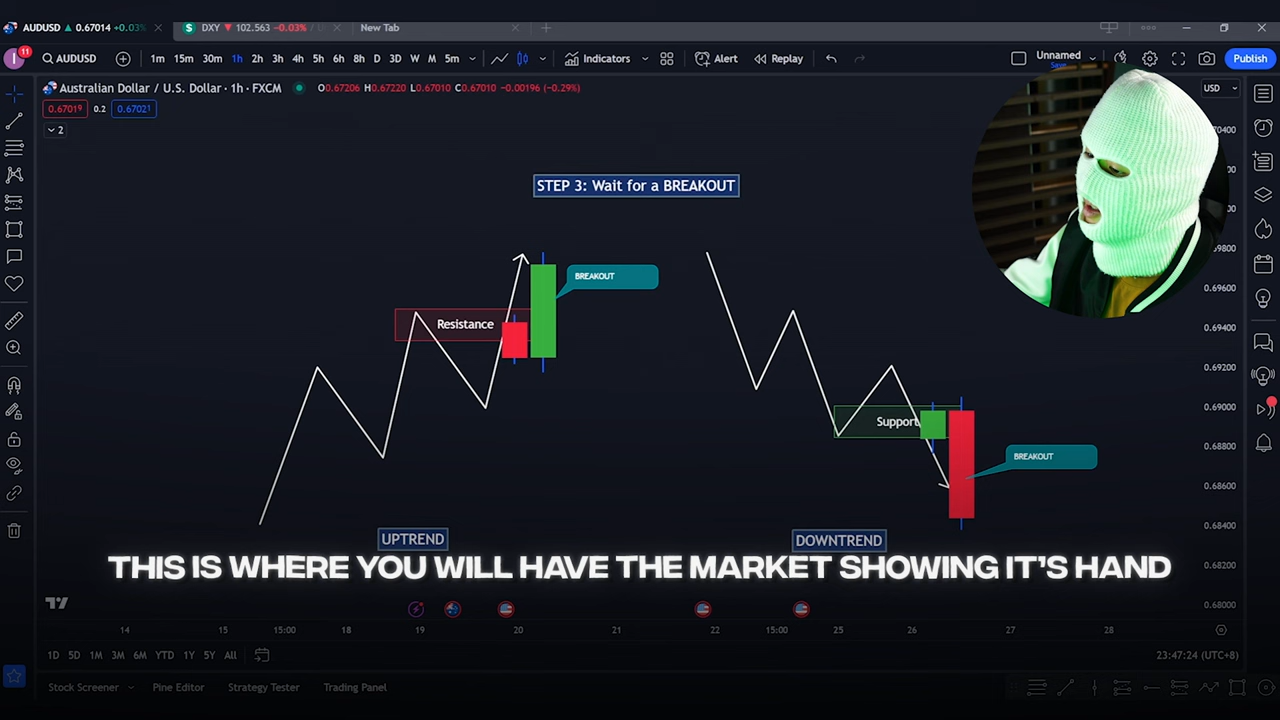 AUDUSD ▲ 0.67014 +0.03%
DXY ▼ 102.563 −0.03% / U
New Tab
I
11
AUDUSD
1m 15m 30m 1h 2h 3h 4h 5h 6h 8h D 3D W M 5m
Indicators
Alert
Replay
Unnamed
Save
Publish
Australian Dollar / U.S. Dollar · 1h · FXCM
O0.67206 H0.67220 L0.67010 C0.67010 −0.00196 (−0.29%)
USD
0.67019
0.2
0.67021
2
STEP 3: Wait for a BREAKOUT
BREAKOUT
Resistance
Support
BREAKOUT
UPTREND
DOWNTREND
THIS IS WHERE YOU WILL HAVE THE MARKET SHOWING IT'S HAND
0.69600
0.69400
0.69200
0.69000
0.68800
0.68600
0.68400
0.68200
0.68000
14 15 15:00 18 19 20 21 22 15:00 25 26 27 28
1D 5D 1M 3M 6M YTD 1Y 5Y All
23:47:24 (UTC+8)
Stock Screener
Pine Editor
Strategy Tester
Trading Panel